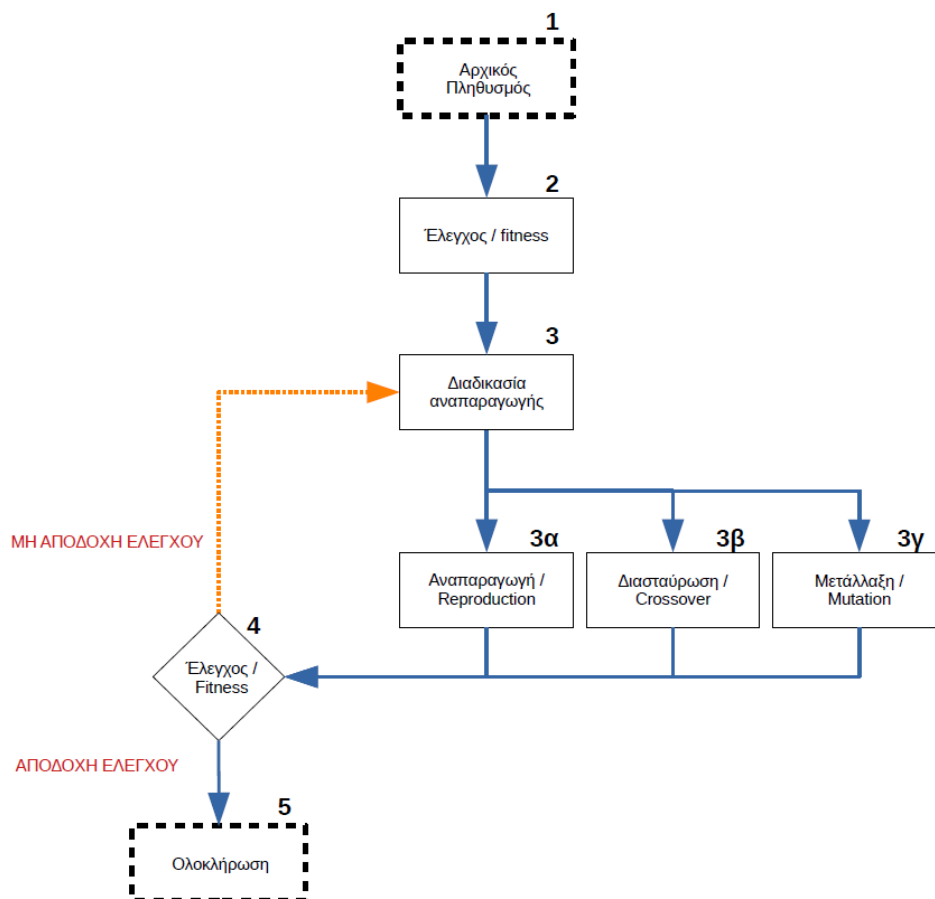 1
Αρχικός
Πληθυσμός
2
Έλεγχος / fitness
3
Διαδικασία
αναπαραγωγής
ΜΗ ΑΠΟΔΟΧΗ ΕΛΕΓΧΟΥ
3α
Αναπαραγωγή /
Reproduction
3β
Διασταύρωση /
Crossover
3γ
Μετάλλαξη /
Mutation
4
Έλεγχος /
Fitness
ΑΠΟΔΟΧΗ ΕΛΕΓΧΟΥ
5
Ολοκλήρωση